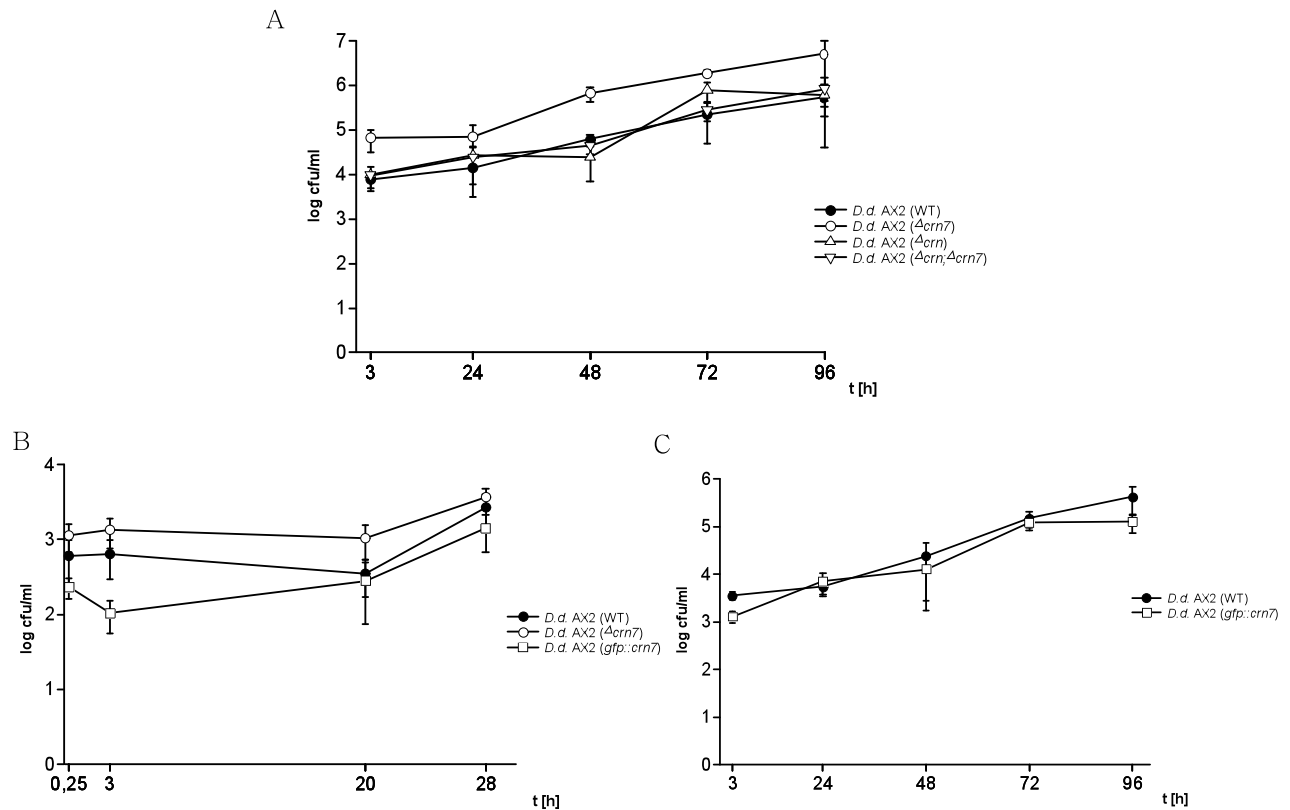 A
7
6
5
4
3
2
1
0
log cfu/ml
3 24 48 72 96
t [h]
D.d. AX2 (WT)
D.d. AX2 (Δcrn7)
D.d. AX2 (Δcrn)
D.d. AX2 (Δcrn;Δcrn7)
B
4
3
2
1
0
log cfu/ml
0,25 3 20 28
t [h]
D.d. AX2 (WT)
D.d. AX2 (Δcrn7)
D.d. AX2 (gfp::crn7)
C
6
5
4
3
2
1
0
log cfu/ml
3 24 48 72 96
t [h]
D.d. AX2 (WT)
D.d. AX2 (gfp::crn7)